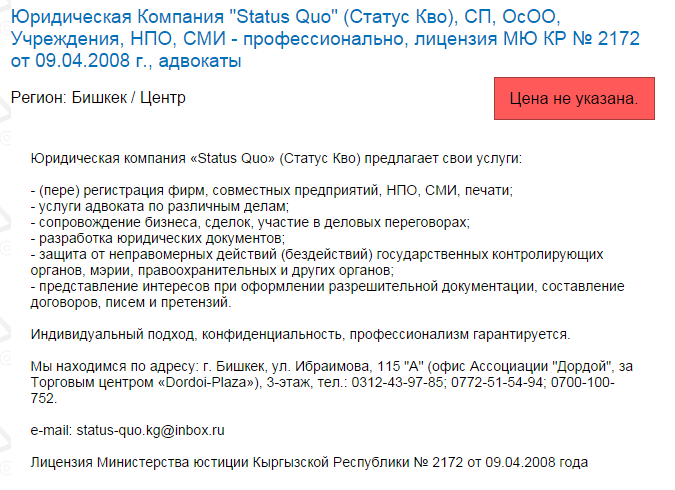 Юридическая Компания "Status Quo" (Статус Кво), СП, ОсОО,
Учреждения, НПО, СМИ - профессионально, лицензия МЮ КР № 2172
от 09.04.2008 г., адвокаты
Регион: Бишкек / Центр
Цена не указана.
Юридическая компания «Status Quo» (Статус Кво) предлагает свои услуги:
- (пере) регистрация фирм, совместных предприятий, НПО, СМИ, печати;
- услуги адвоката по различным делам;
- сопровождение бизнеса, сделок, участие в деловых переговорах;
- разработка юридических документов;
- защита от неправомерных действий (бездействий) государственных контролирующих
органов, мэрии, правоохранительных и других органов;
- представление интересов при оформлении разрешительной документации, составление
договоров, писем и претензий.
Индивидуальный подход, конфиденциальность, профессионализм гарантируется.
Мы находимся по адресу: г. Бишкек, ул. Ибраимова, 115 "А" (офис Ассоциации "Дордой", за
Торговым центром «Dordoi-Plaza»), 3-этаж, тел.: 0312-43-97-85; 0772-51-54-94; 0700-100-
752.
e-mail: status-quo.kg@inbox.ru
Лицензия Министерства юстиции Кыргызской Республики № 2172 от 09.04.2008 года